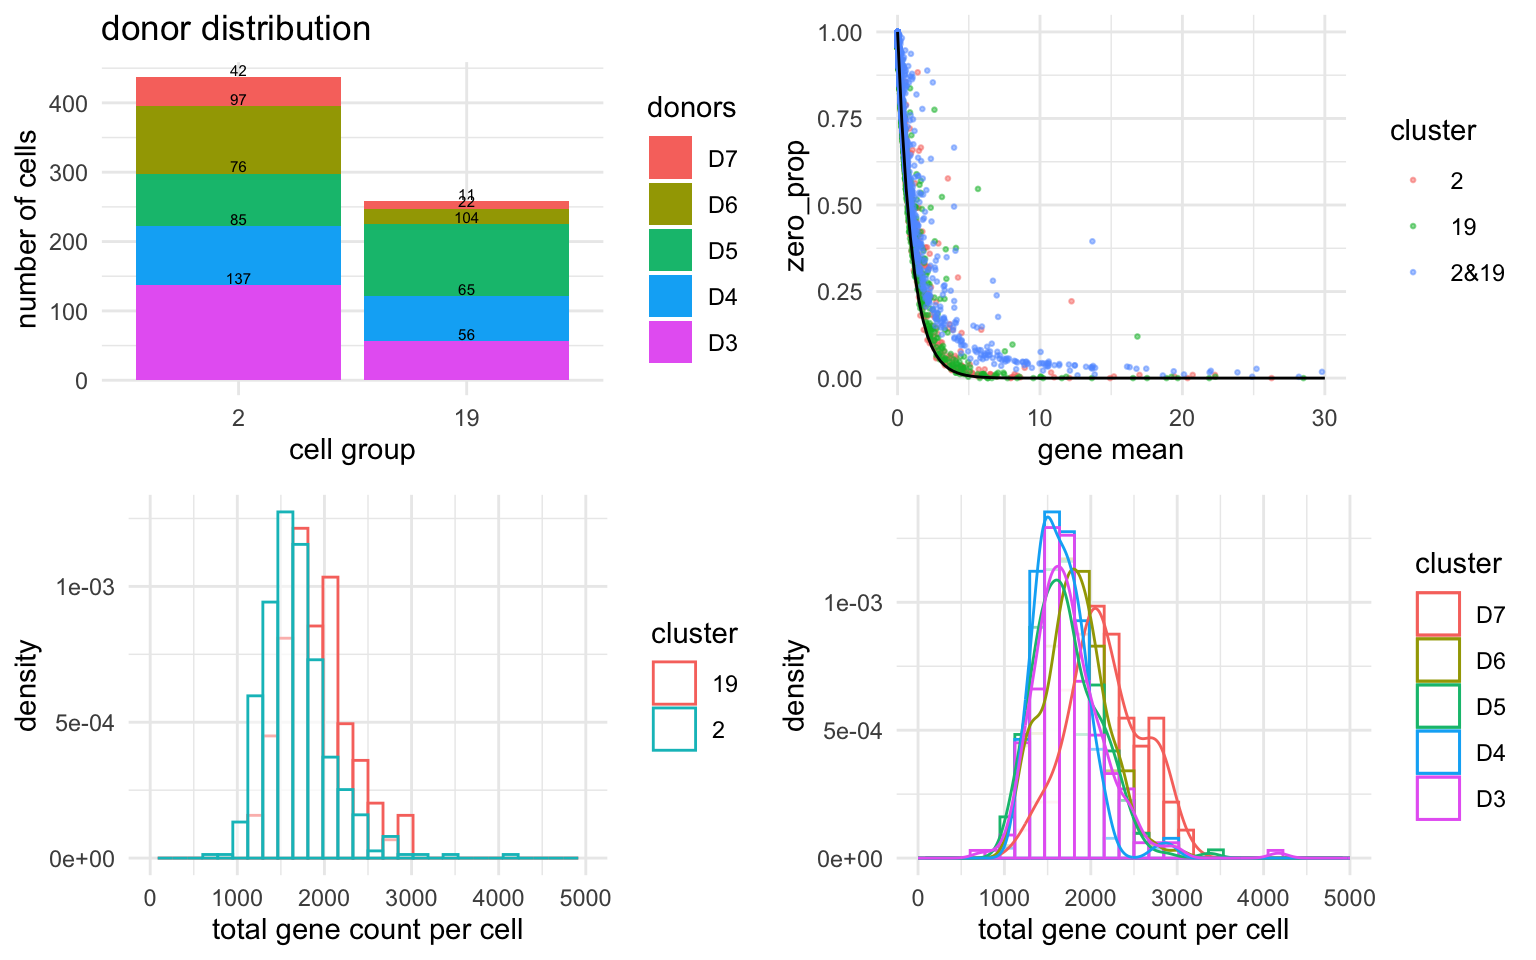 donor distribution
number of cells
400
300
200
100
0
42
97
76
85
137
11
22
104
65
56
2
19
cell group
donors
D7
D6
D5
D4
D3
zero_prop
1.00
0.75
0.50
0.25
0.00
0
10
20
30
gene mean
cluster
2
19
2&19
density
1e-03
5e-04
0e+00
0
1000
2000
3000
4000
5000
total gene count per cell
cluster
19
2
density
1e-03
5e-04
0e+00
0
1000
2000
3000
4000
5000
total gene count per cell
cluster
D7
D6
D5
D4
D3